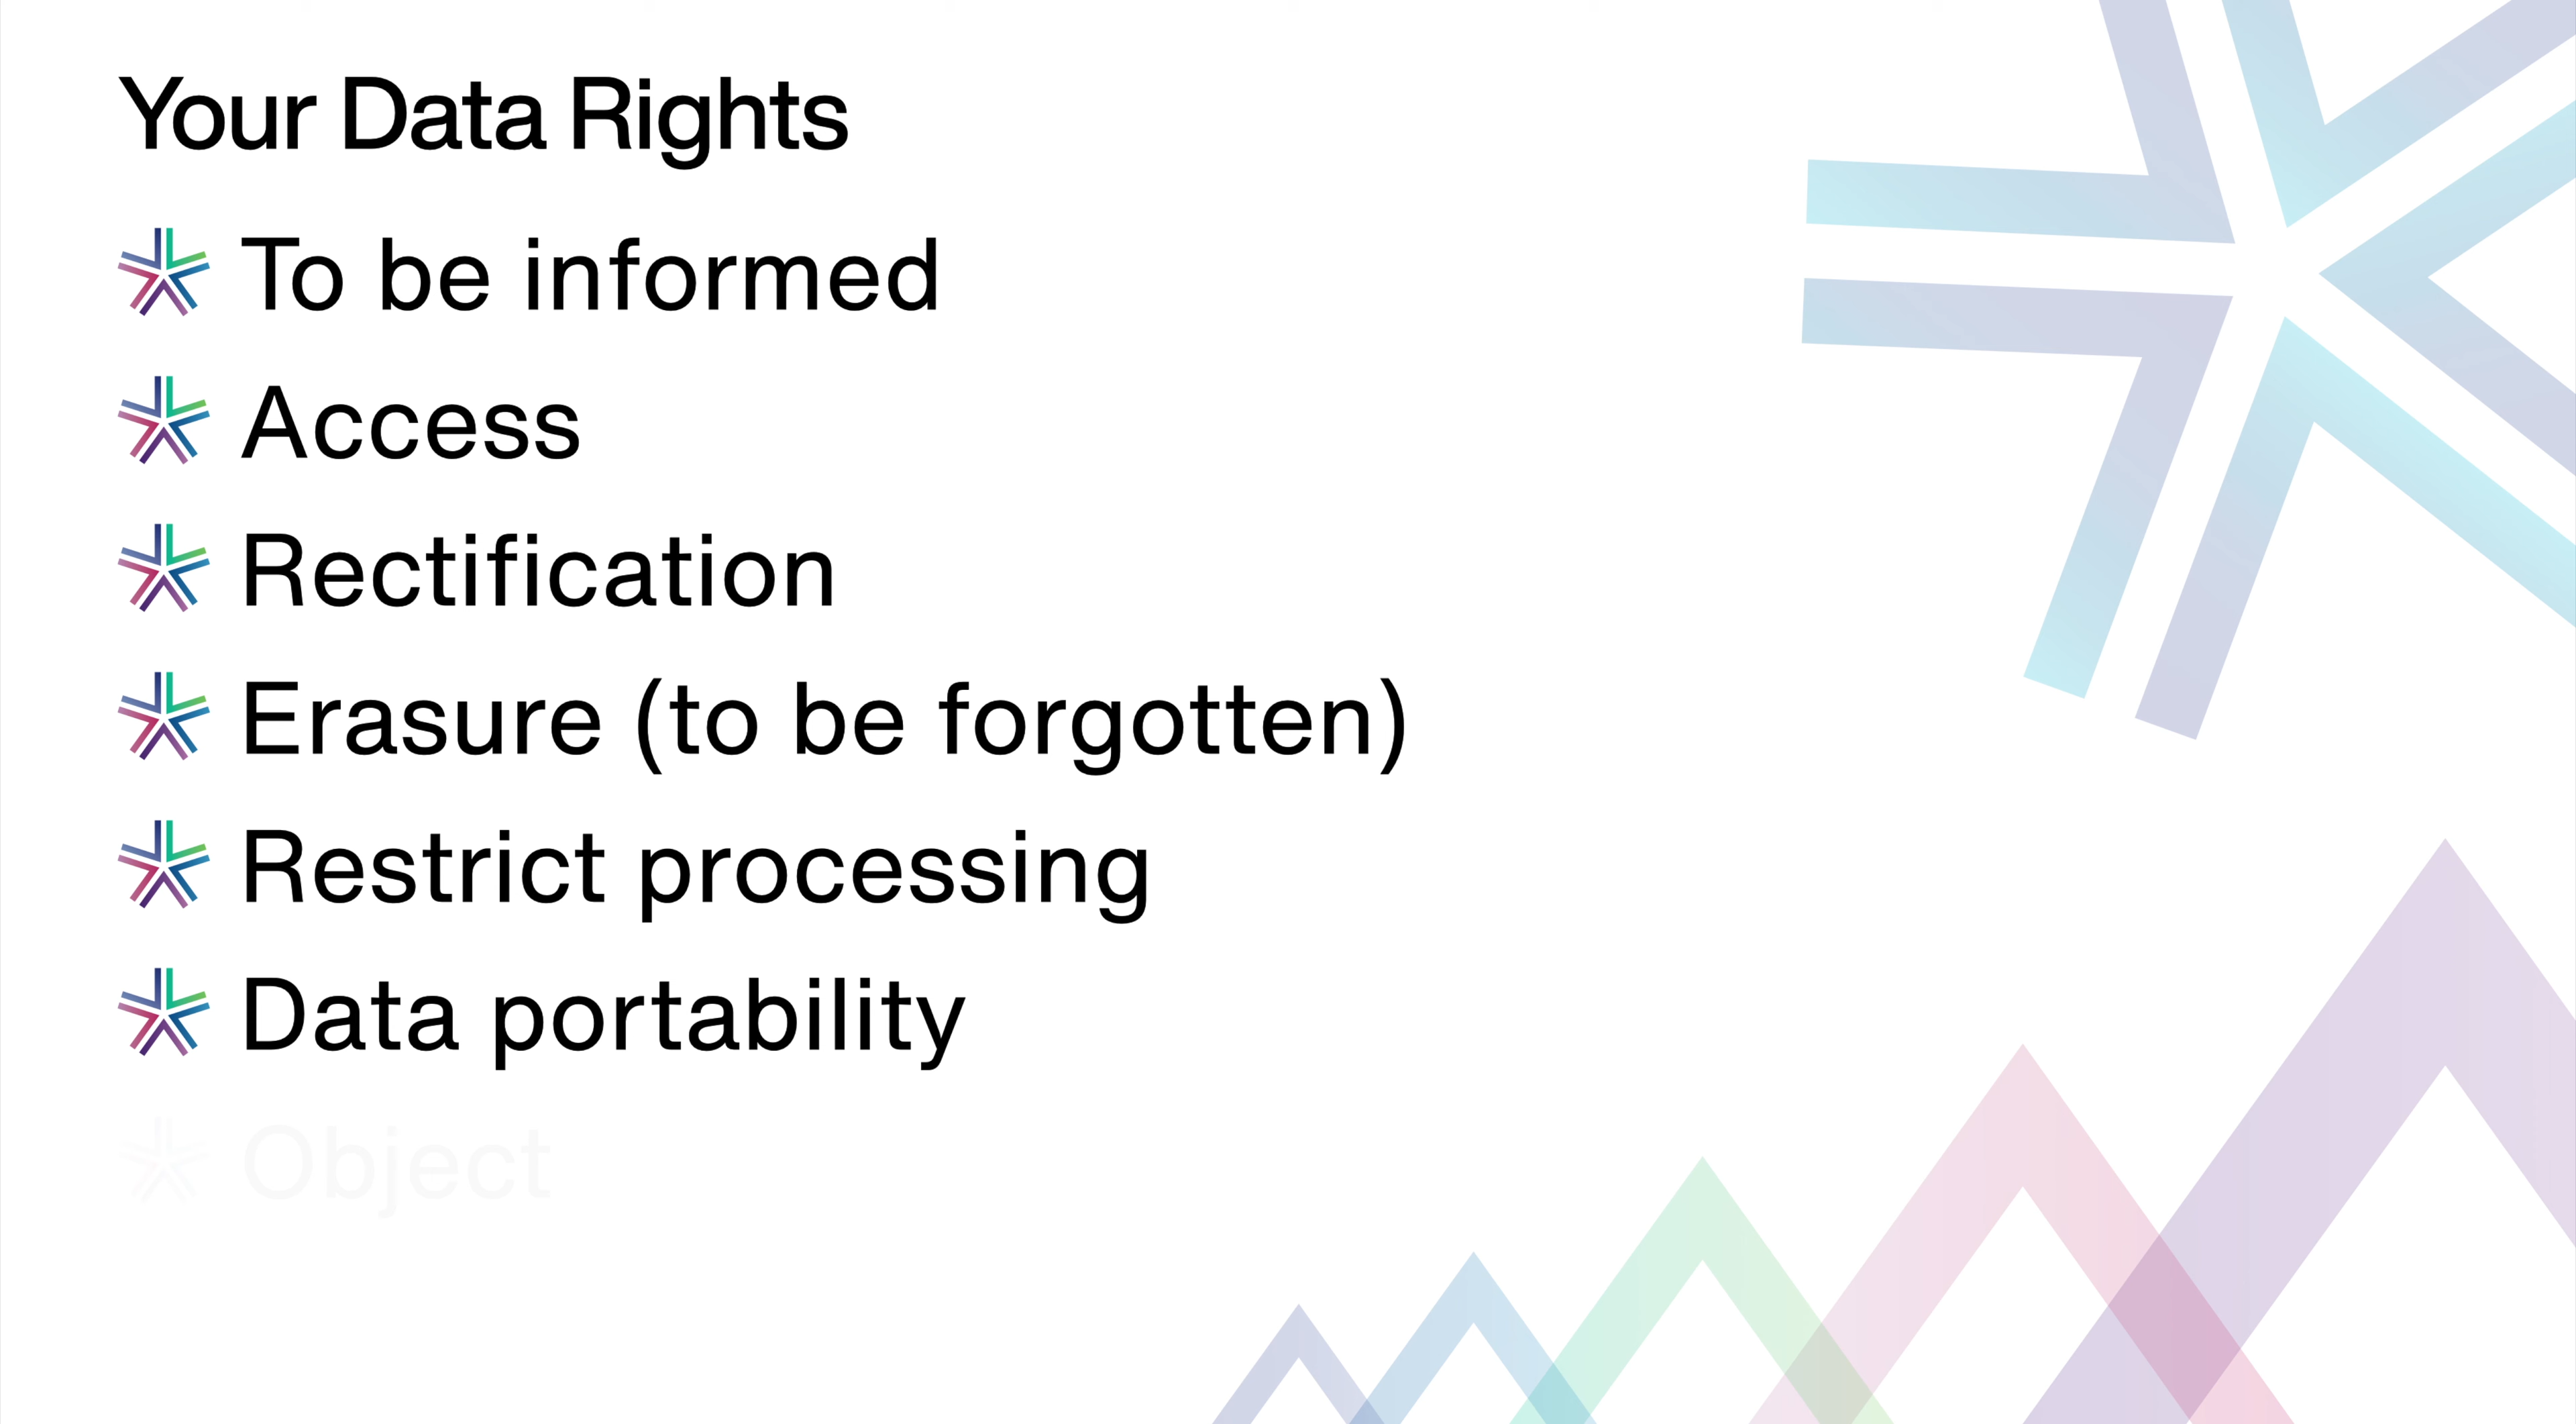 Your Data Rights
To be informed
Access
Rectification
Erasure (to be forgotten)
Restrict processing
Data portability
Object